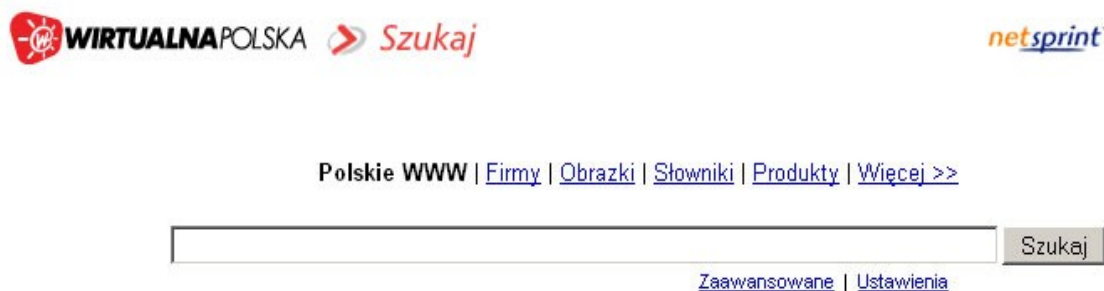 WIRTUALNAPOLSKA Szukaj netsprint
Polskie WWW | Firmy | Obrazki | Słowniki | Produkty | Więcej >>
Szukaj
Zaawansowane | Ustawienia